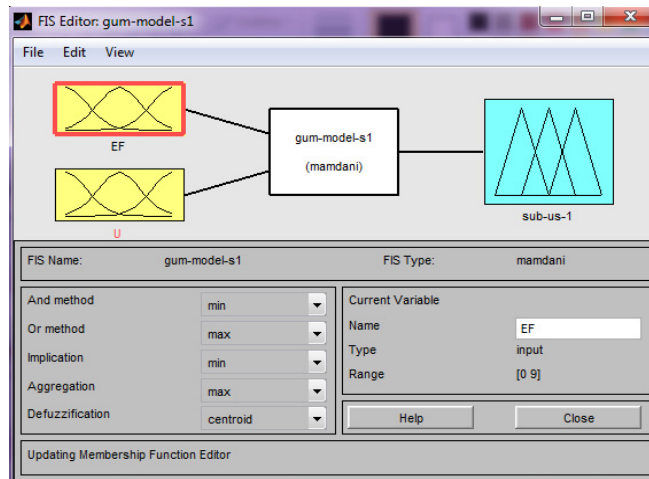 FIS Editor: gum-model-s1
File Edit View
EF
U
gum-model-s1
(mamdani)
sub-us-1
FIS Name: gum-model-s1 FIS Type: mamdani
And method min
Or method max
Implication min
Aggregation max
Defuzzification centroid
Current Variable
Name EF
Type input
Range [0 9]
Help Close
Updating Membership Function Editor